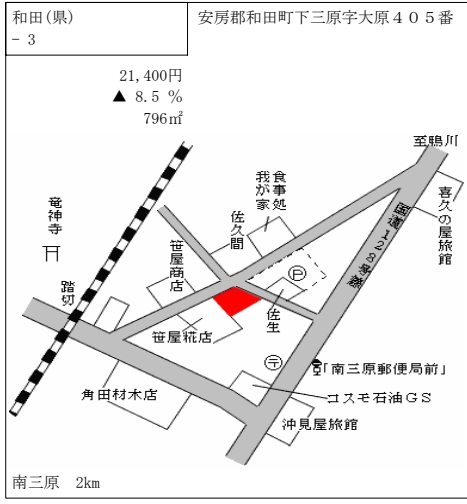 和田(県)
- 3
安房郡和田町下三原字大原４０５番
21,400円
▲ 8.5 %
796㎡
至鴨川
喜久の屋旅館
国道１２８号線
食事処
我が家
佐久間
竜神寺
笹屋商店
踏切
Ｐ
佐生
笹屋糀店
〒
「南三原郵便局前」
角田材木店
コスモ石油ＧＳ
沖見屋旅館
南三原　2km